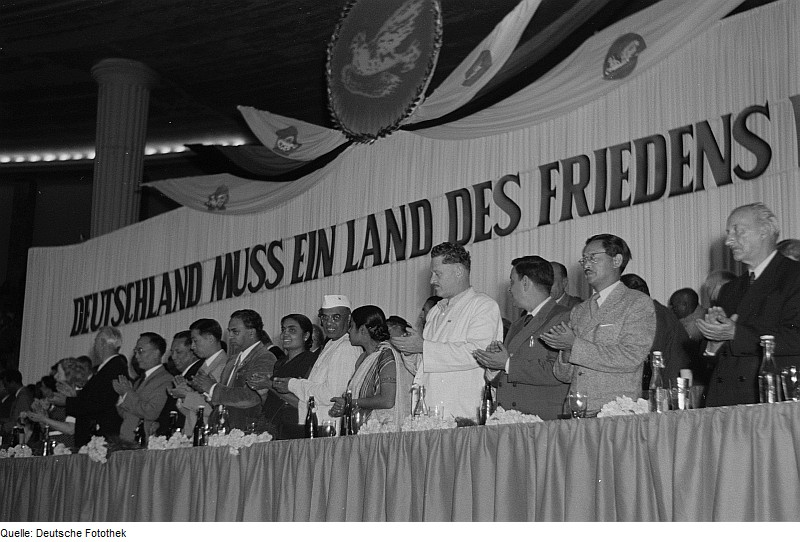 DEUTSCHLAND MUSS EIN LAND DES FRIEDENS
Quelle: Deutsche Fotothek